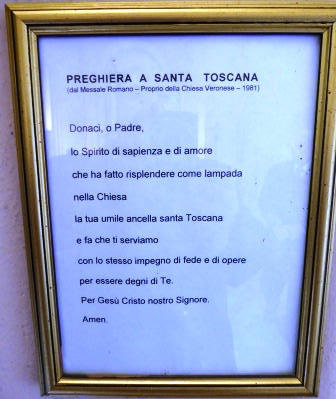 PREGHIERA A SANTA TOSCANA
(dal Messale Romano – Proprio della Chiesa Veronese – 1981)
Donaci, o Padre,
lo Spirito di sapienza e di amore
che ha fatto risplendere come lampada
nella Chiesa
la tua umile ancella santa Toscana
e fa che ti serviamo
con lo stesso impegno di fede e di opere
per essere degni di Te.
Per Gesù Cristo nostro Signore.
Amen.